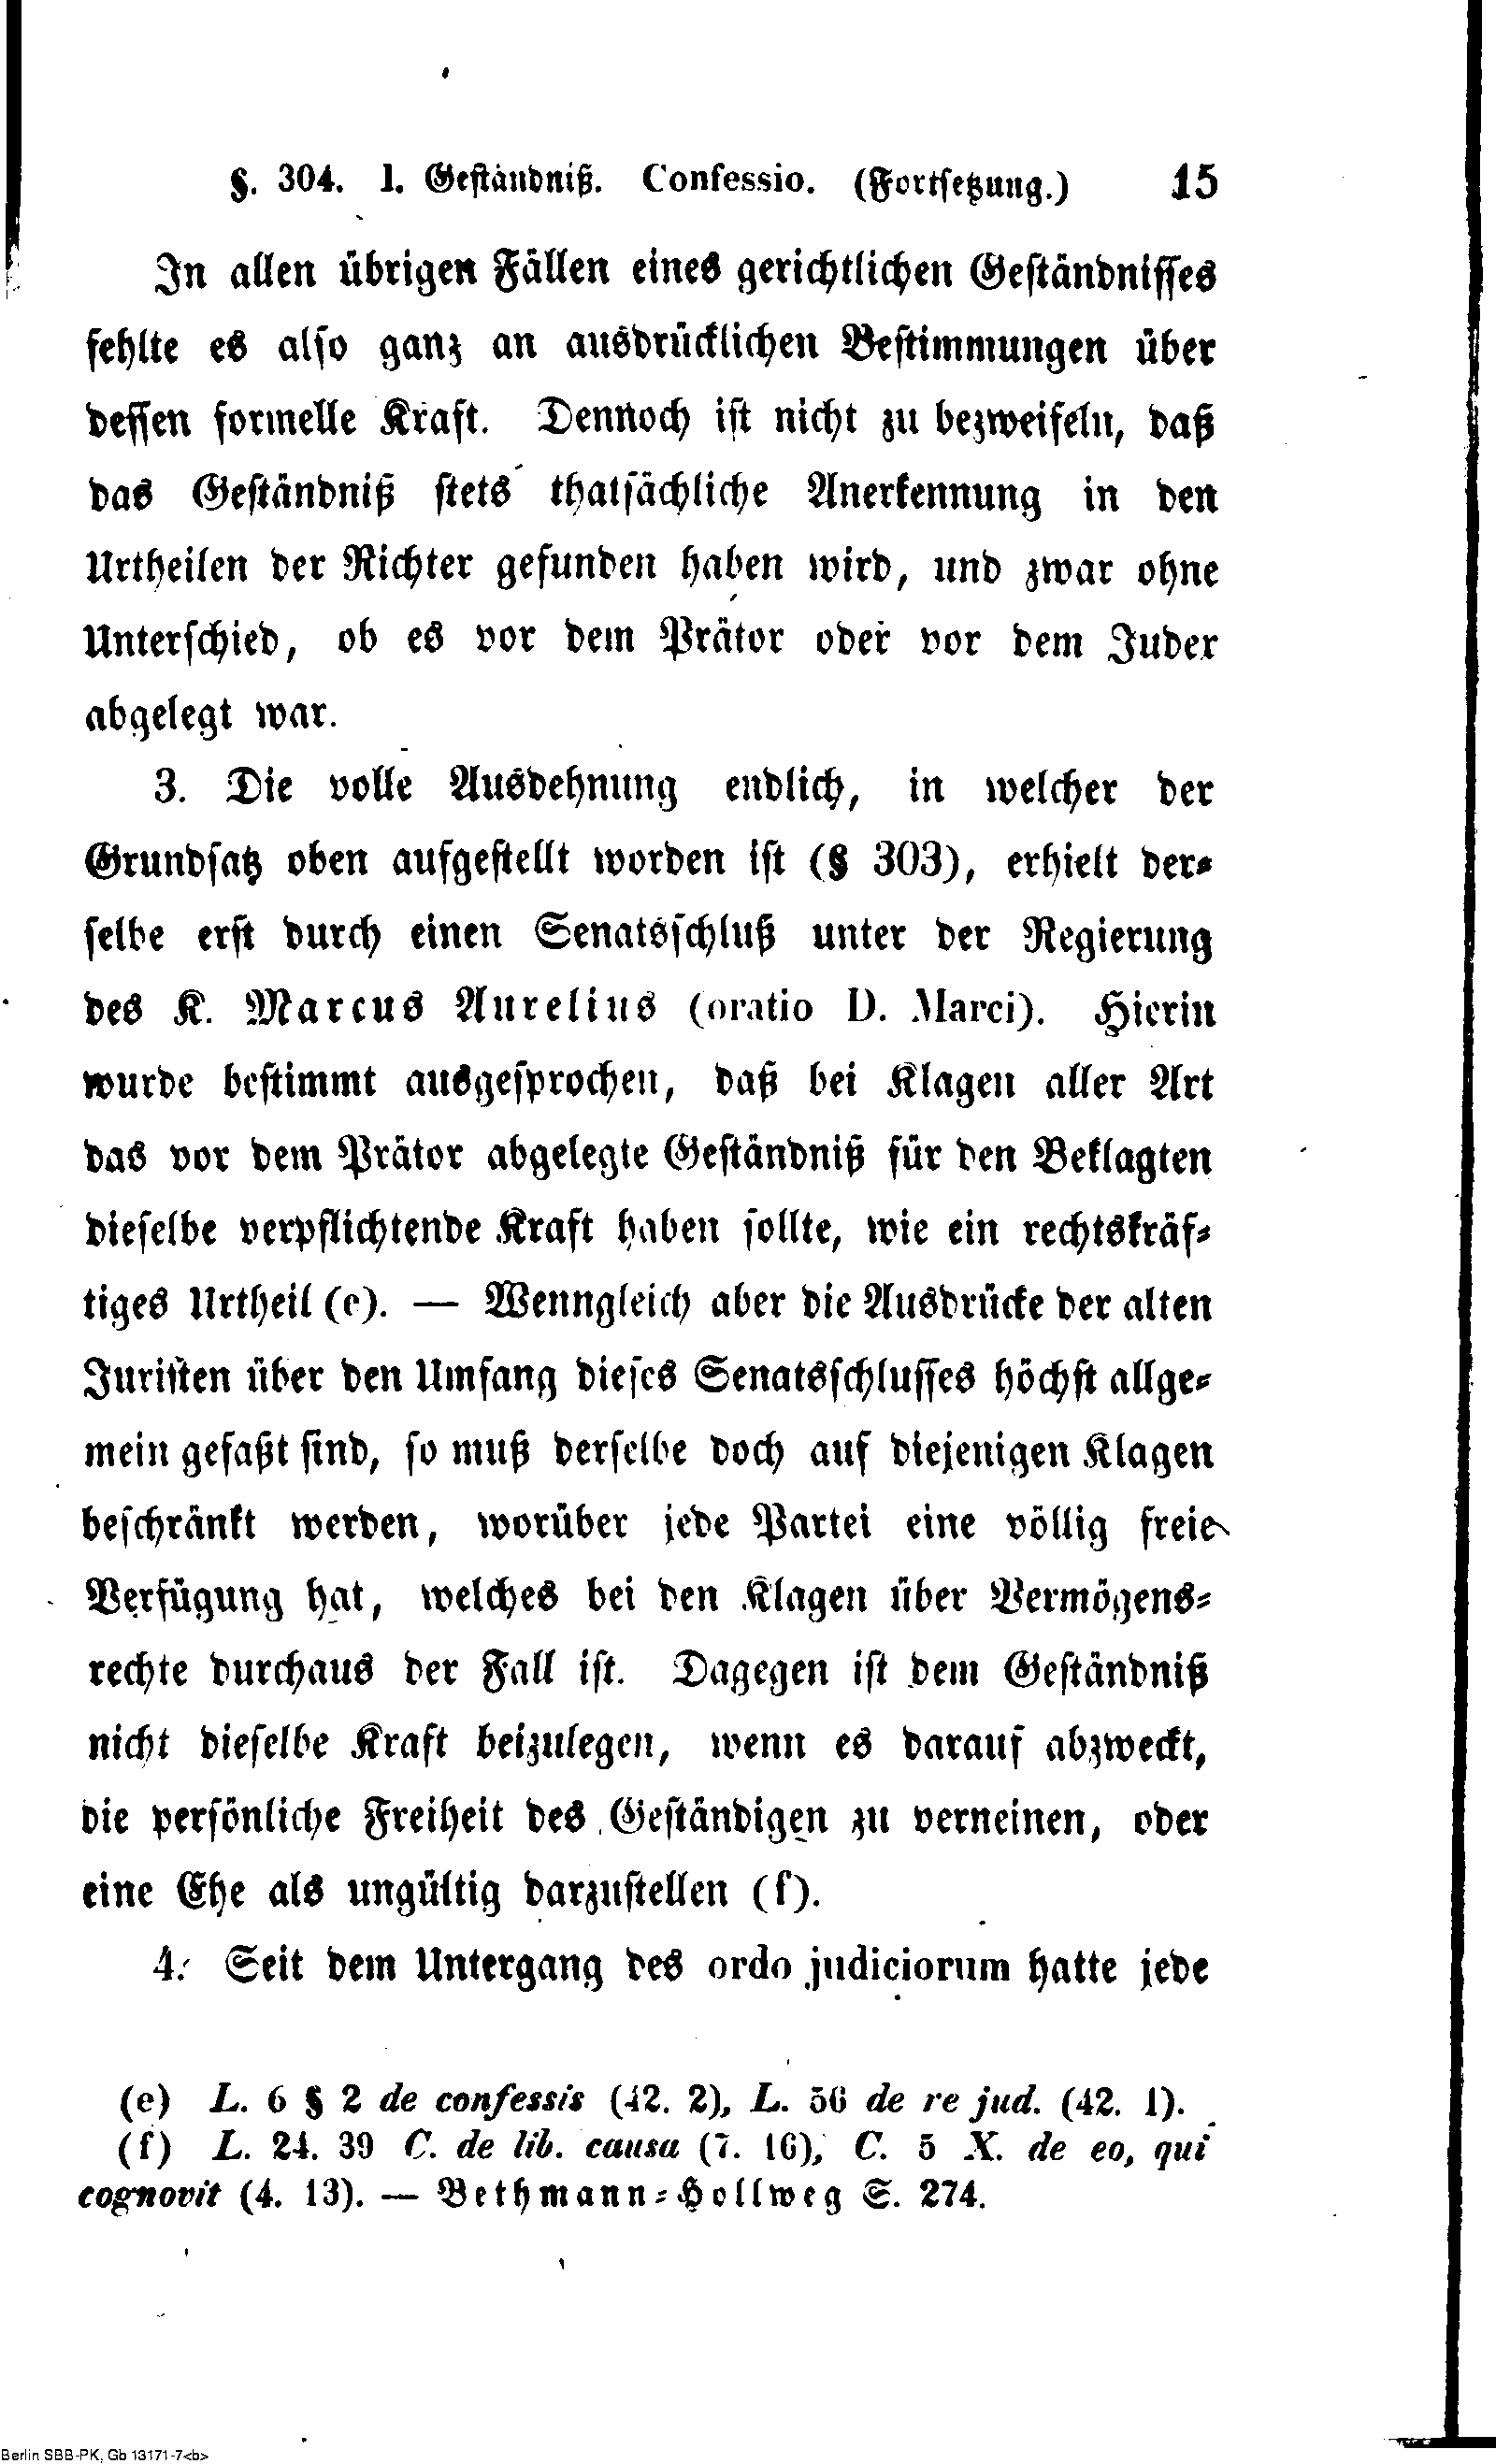 §. 304. I. Geständniß. Confessio. (Fortsetzung.) 15
In allen übrigen Fällen eines gerichtlichen Geständnisses
fehlte es also ganz an ausdrücklichen Bestimmungen über
dessen formelle Kraft. Dennoch ist nicht zu bezweifeln, daß
das Geständniß stets thatsächliche Anerkennung in den
Urtheilen der Richter gefunden haben wird, und zwar ohne
Unterschied, ob es vor dem Prätor oder vor dem Juder
abgelegt war.
3. Die volle Ausdehnung endlich, in welcher der
Grundsatz oben aufgestellt worden ist (§ 303), erhielt der-
selbe erst durch einen Senatsschluß unter der Regierung
des K. Marcus Aurelius (oratio D. Marci). Hierin
wurde bestimmt ausgesprochen, daß bei Klagen aller Art
das vor dem Prätor abgelegte Geständniß für den Beklagten
dieselbe verpflichtende Kraft haben sollte, wie ein rechtskräf-
tiges Urtheil (e). — Wenngleich aber die Ausdrücke der alten
Juristen über den Umfang dieses Senatsschlusses höchst allge-
mein gefaßt sind, so muß derselbe doch auf diejenigen Klagen
beschränkt werden, worüber jede Partei eine völlig freie
Verfügung hat, welches bei den Klagen über Vermögens-
rechte durchaus der Fall ist. Dagegen ist dem Geständniß
nicht dieselbe Kraft beizulegen, wenn es darauf abzweckt,
die persönliche Freiheit des Geständigen zu verneinen, oder
eine Ehe als ungültig darzustellen (f).
4. Seit dem Untergang des ordo judiciorum hatte jede
(e) L. 6 § 2 de confessis (42. 2), L. 56 de re jud. (42. 1).
(f) L. 24. 39 C. de lib. causa (7. 16), C. 5 X. de eo, qui
cognovit (4. 13). — Bethmann-Hollweg S. 274.
Berlin SBB-PK, Gb 13171-7<b>